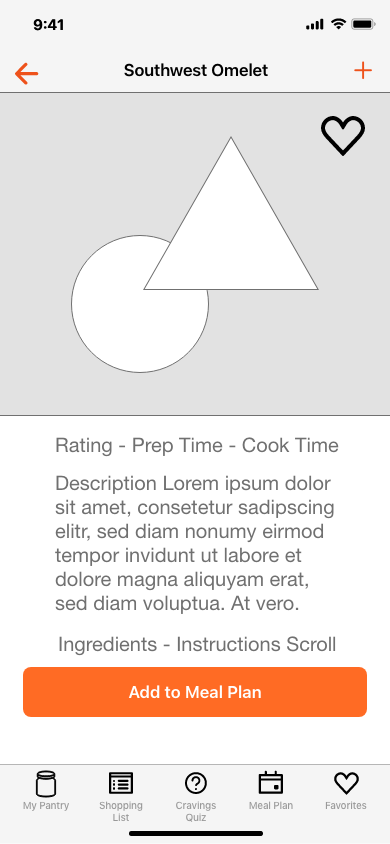 9:41
Southwest Omelet
Rating - Prep Time - Cook Time
Description Lorem ipsum dolor
sit amet, consetetur sadipscing
elitr, sed diam nonumy eirmod
tempor invidunt ut labore et
dolore magna aliquyam erat,
sed diam voluptua. At vero.
Ingredients - Instructions Scroll
Add to Meal Plan
My Pantry
Shopping
List
Cravings
Quiz
Meal Plan
Favorites